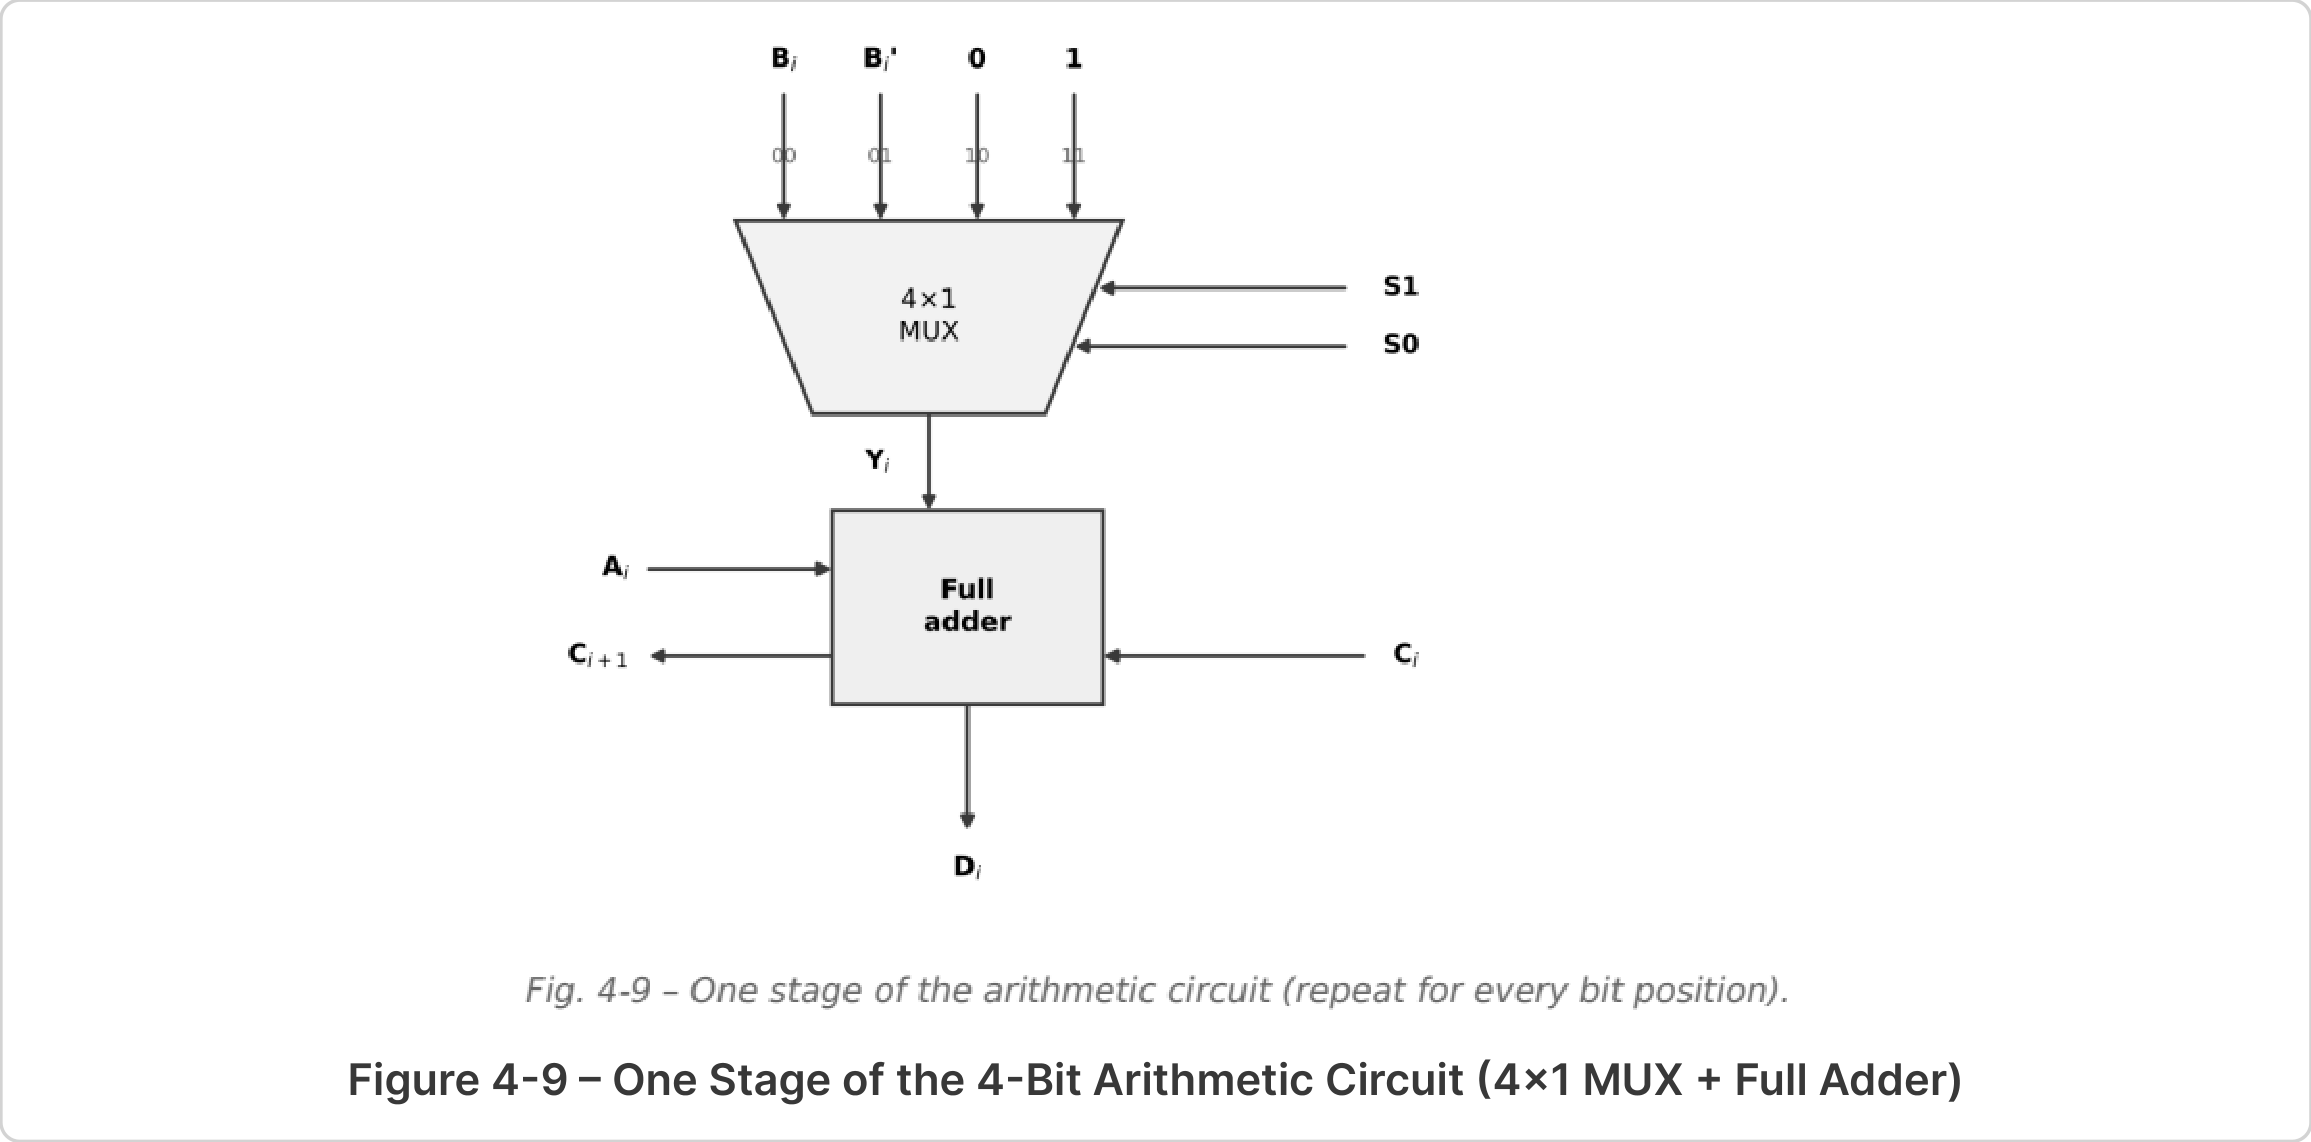 Bi Bi' 0 1
00 01 10 11
4×1
MUX
S1
S0
Yi
Ai
Full
adder
Ci+1
Ci
Di
Fig. 4-9 – One stage of the arithmetic circuit (repeat for every bit position).
Figure 4-9 – One Stage of the 4-Bit Arithmetic Circuit (4×1 MUX + Full Adder)